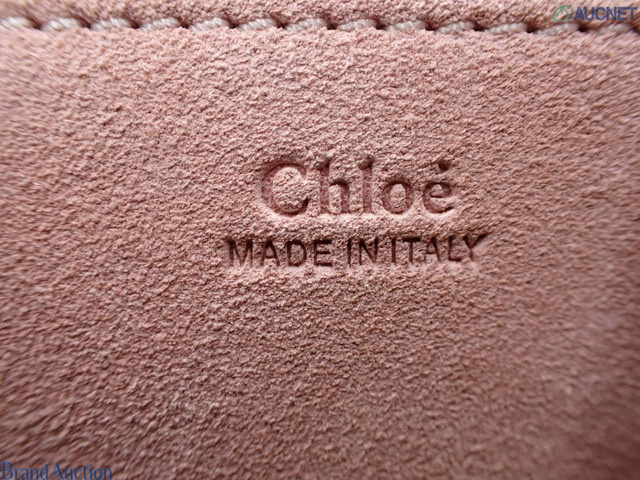 AUCNET
Chloé
MADE IN ITALY
Brand Auction